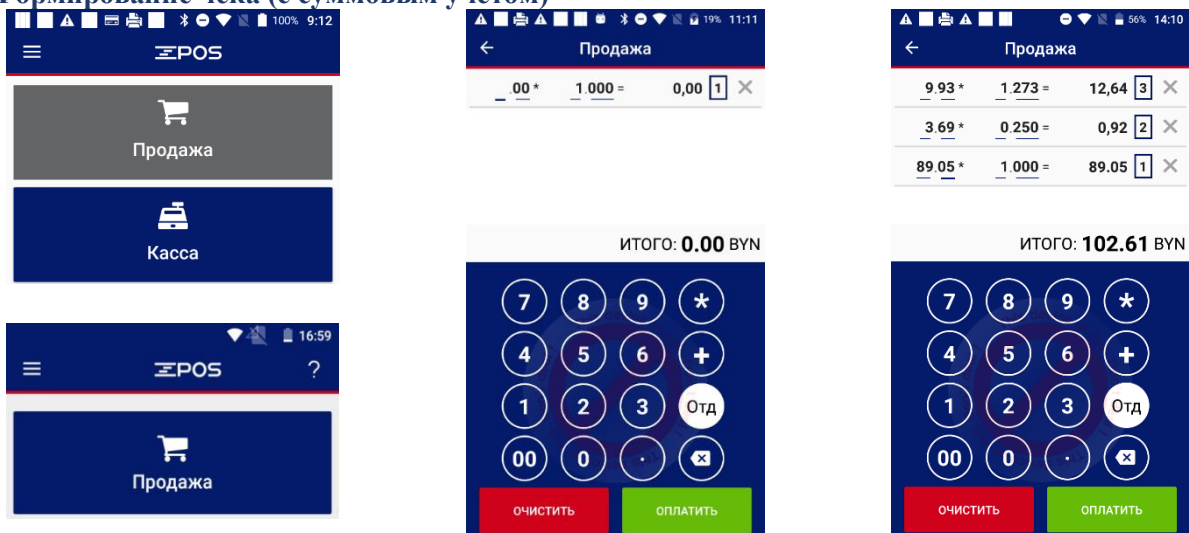 Формирование чека (с суммовым учетом)
100% 9:12
EPOS
Продажа
Касса
16:59
EPOS
?
Продажа
19% 11:11
Продажа
.00 * 1.000 = 0,00 1
ИТОГО: 0.00 BYN
7 8 9 *
4 5 6 +
1 2 3 Отд
00 0 .
ОЧИСТИТЬ ОПЛАТИТЬ
56% 14:10
Продажа
9.93 * 1.273 = 12,64 3
3.69 * 0.250 = 0,92 2
89.05 * 1.000 = 89.05 1
ИТОГО: 102.61 BYN
7 8 9 *
4 5 6 +
1 2 3 Отд
00 0 .
ОЧИСТИТЬ ОПЛАТИТЬ